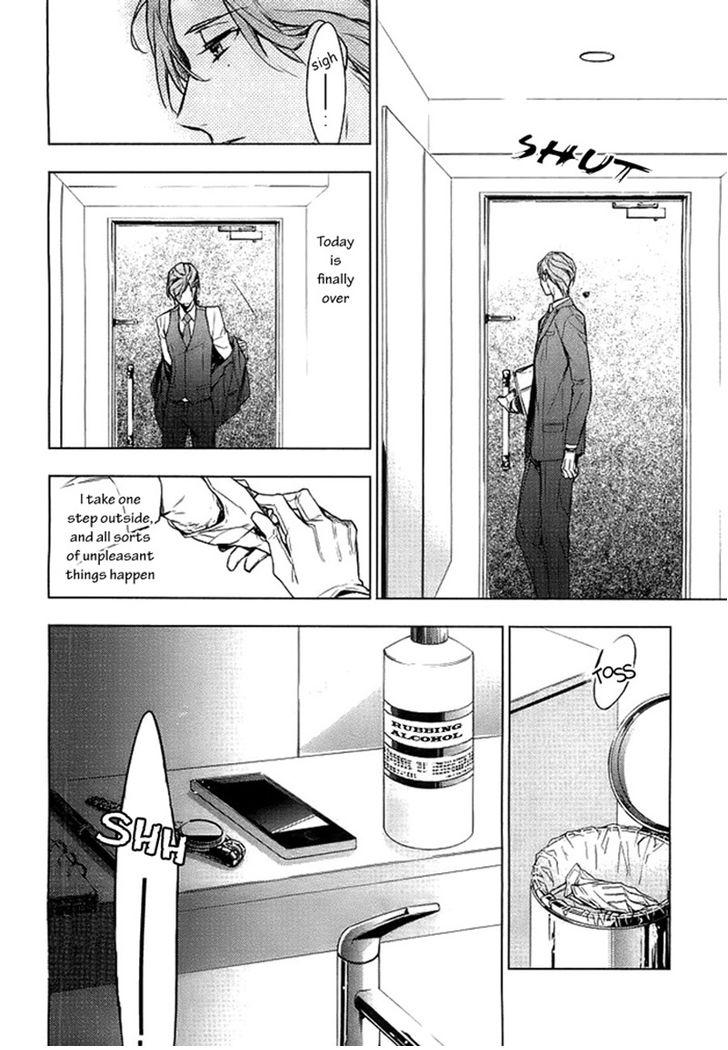 SHUT
sigh
Today
is
finally
over
I take one
step outside,
and all sorts
of unpleasant
things happen
TOSS
RUBBING
ALCOHOL
SHH